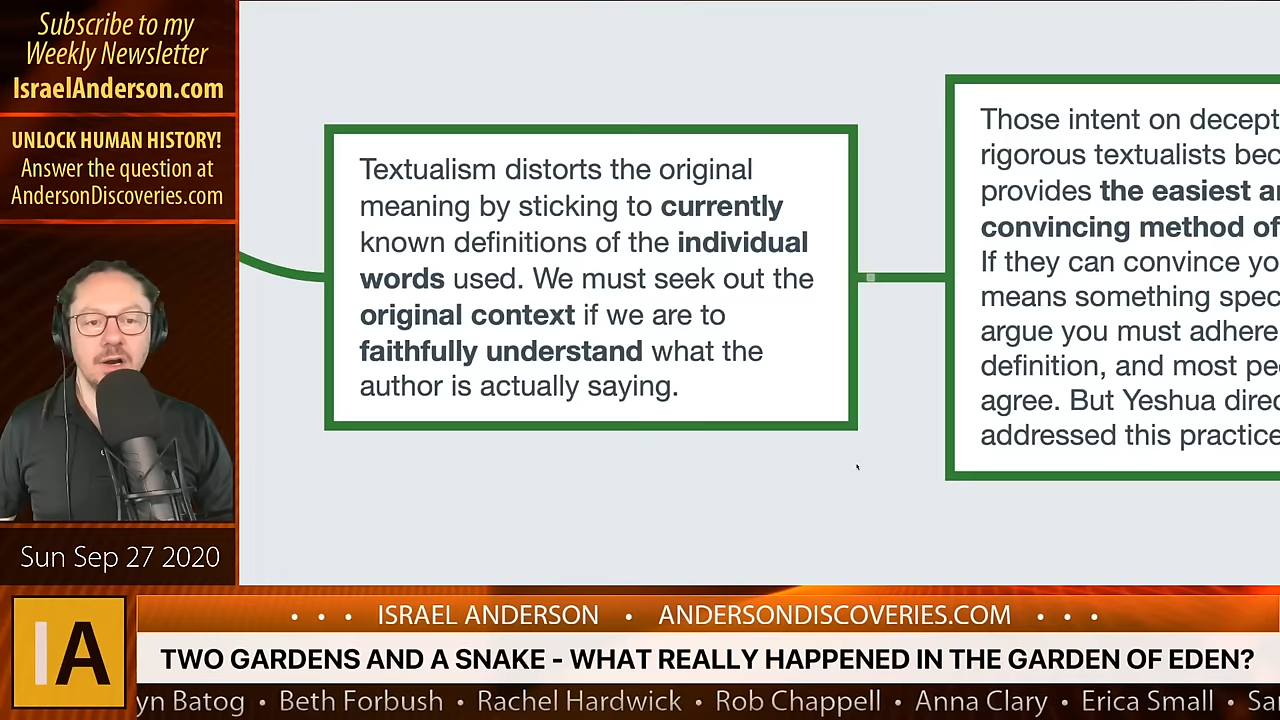 Subscribe to my
Weekly Newsletter
IsraelAnderson.com
UNLOCK HUMAN HISTORY!
Answer the question at
AndersonDiscoveries.com
Textualism distorts the original
meaning by sticking to currently
known definitions of the individual
words used. We must seek out the
original context if we are to
faithfully understand what the
author is actually saying.
Those intent on decept
rigorous textualists bec
provides the easiest a
convincing method of
If they can convince yo
means something spec
argue you must adhere
definition, and most pe
agree. But Yeshua direc
addressed this practice
Sun Sep 27 2020
IA
• • • ISRAEL ANDERSON • ANDERSONDISCOVERIES.COM • • •
TWO GARDENS AND A SNAKE - WHAT REALLY HAPPENED IN THE GARDEN OF EDEN?
yn Batog • Beth Forbush • Rachel Hardwick • Rob Chappell • Anna Clary • Erica Small • Sa